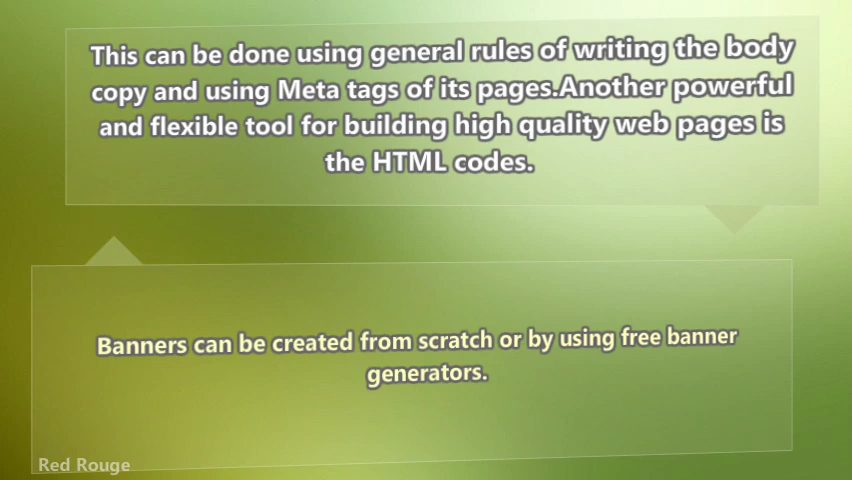 This can be done using general rules of writing the body
copy and using Meta tags of its pages.Another powerful
and flexible tool for building high quality web pages is
the HTML codes.
Banners can be created from scratch or by using free banner
generators.
Red Rouge